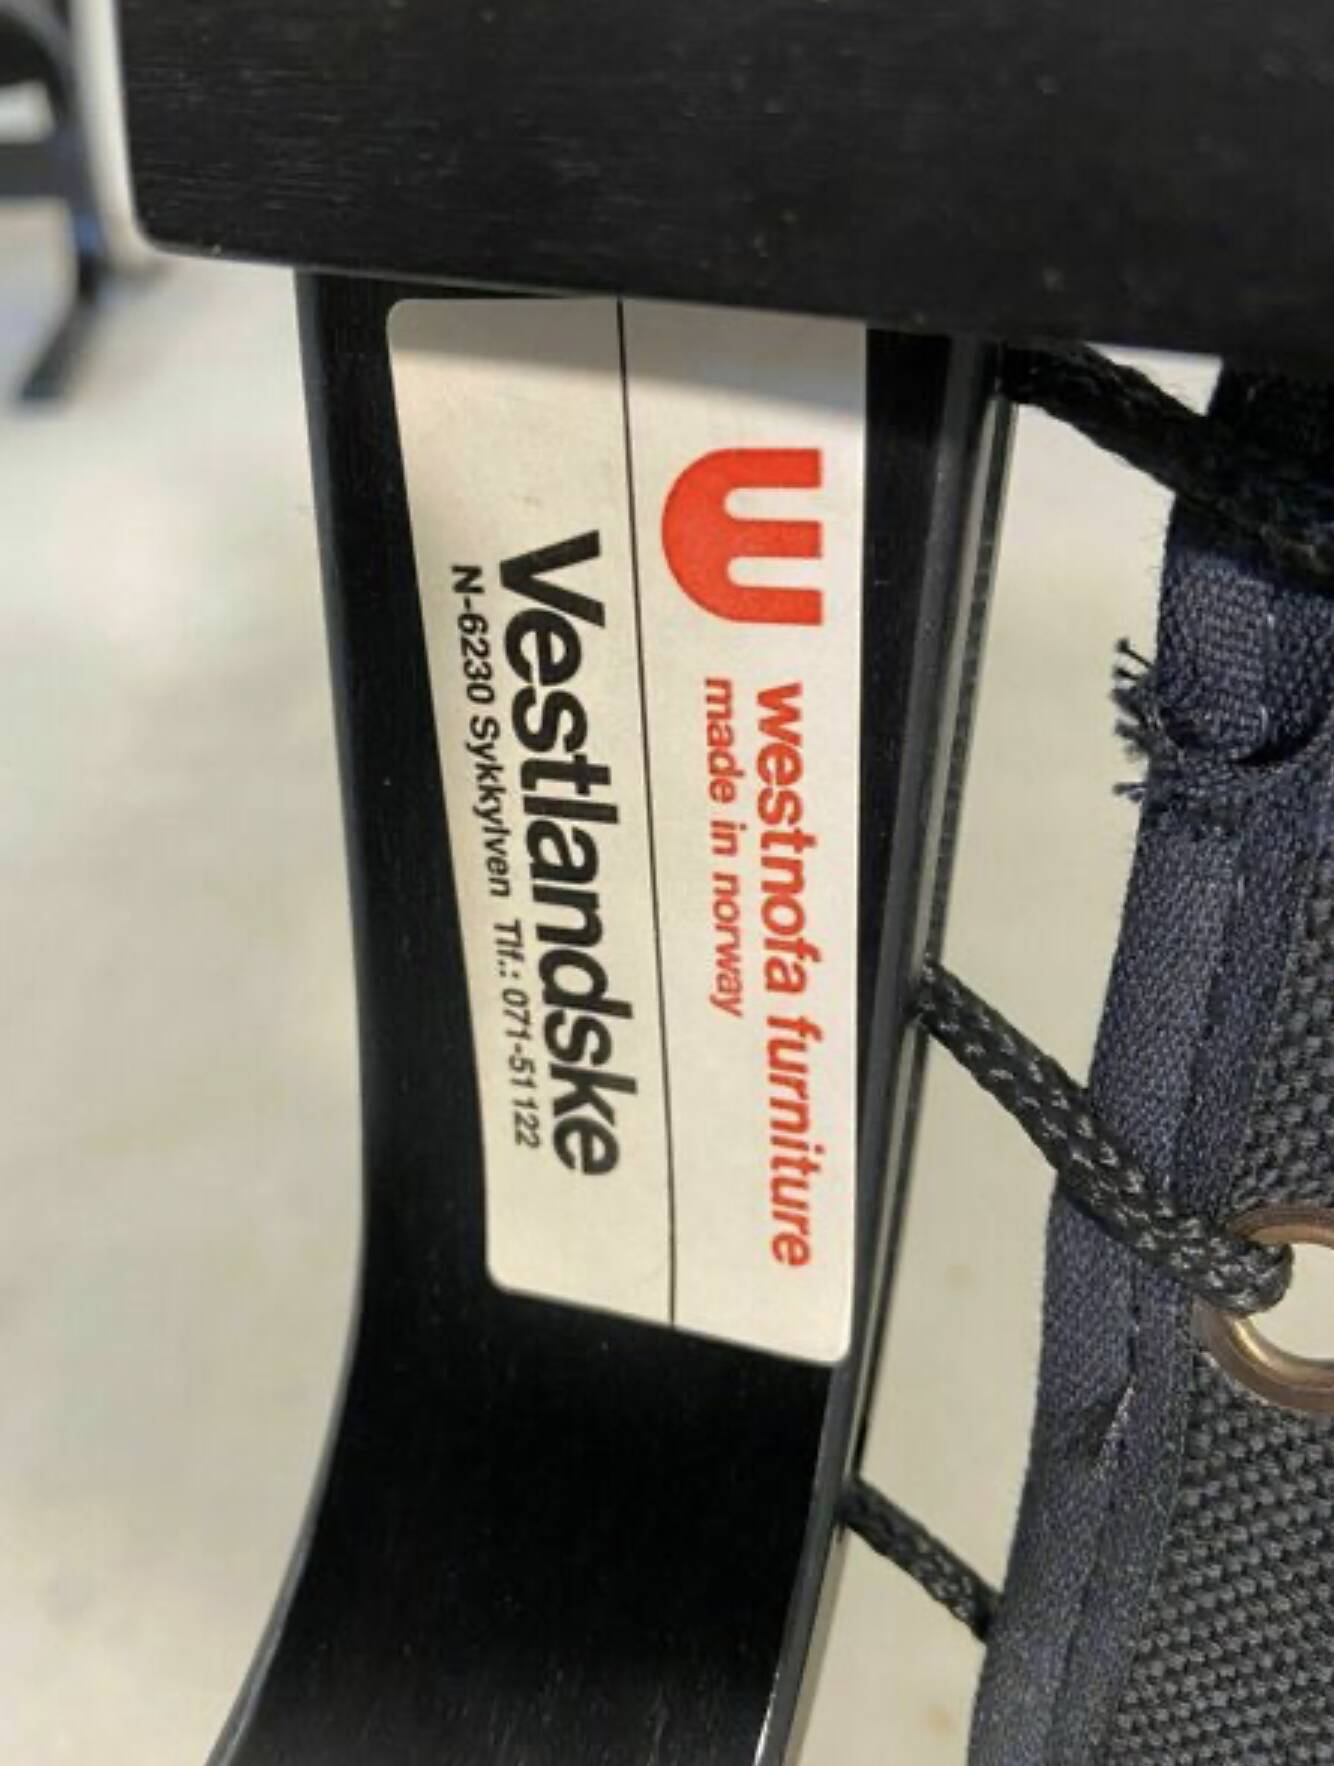 westnofa furniture
made in norway
Vestlandske
N-6230 Sykkylven Tlf.: 071-51 122